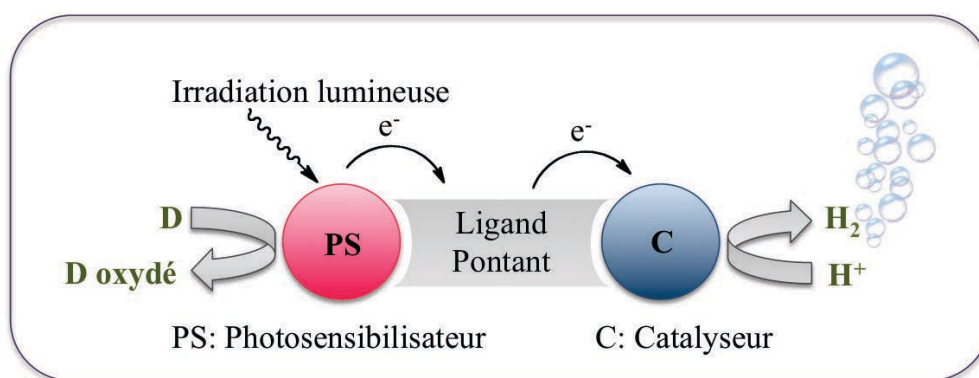 Irradiation lumineuse
e-
e-
D
PS
Ligand
Pontant
C
H2
D oxydé
H+
PS: Photosensibilisateur
C: Catalyseur